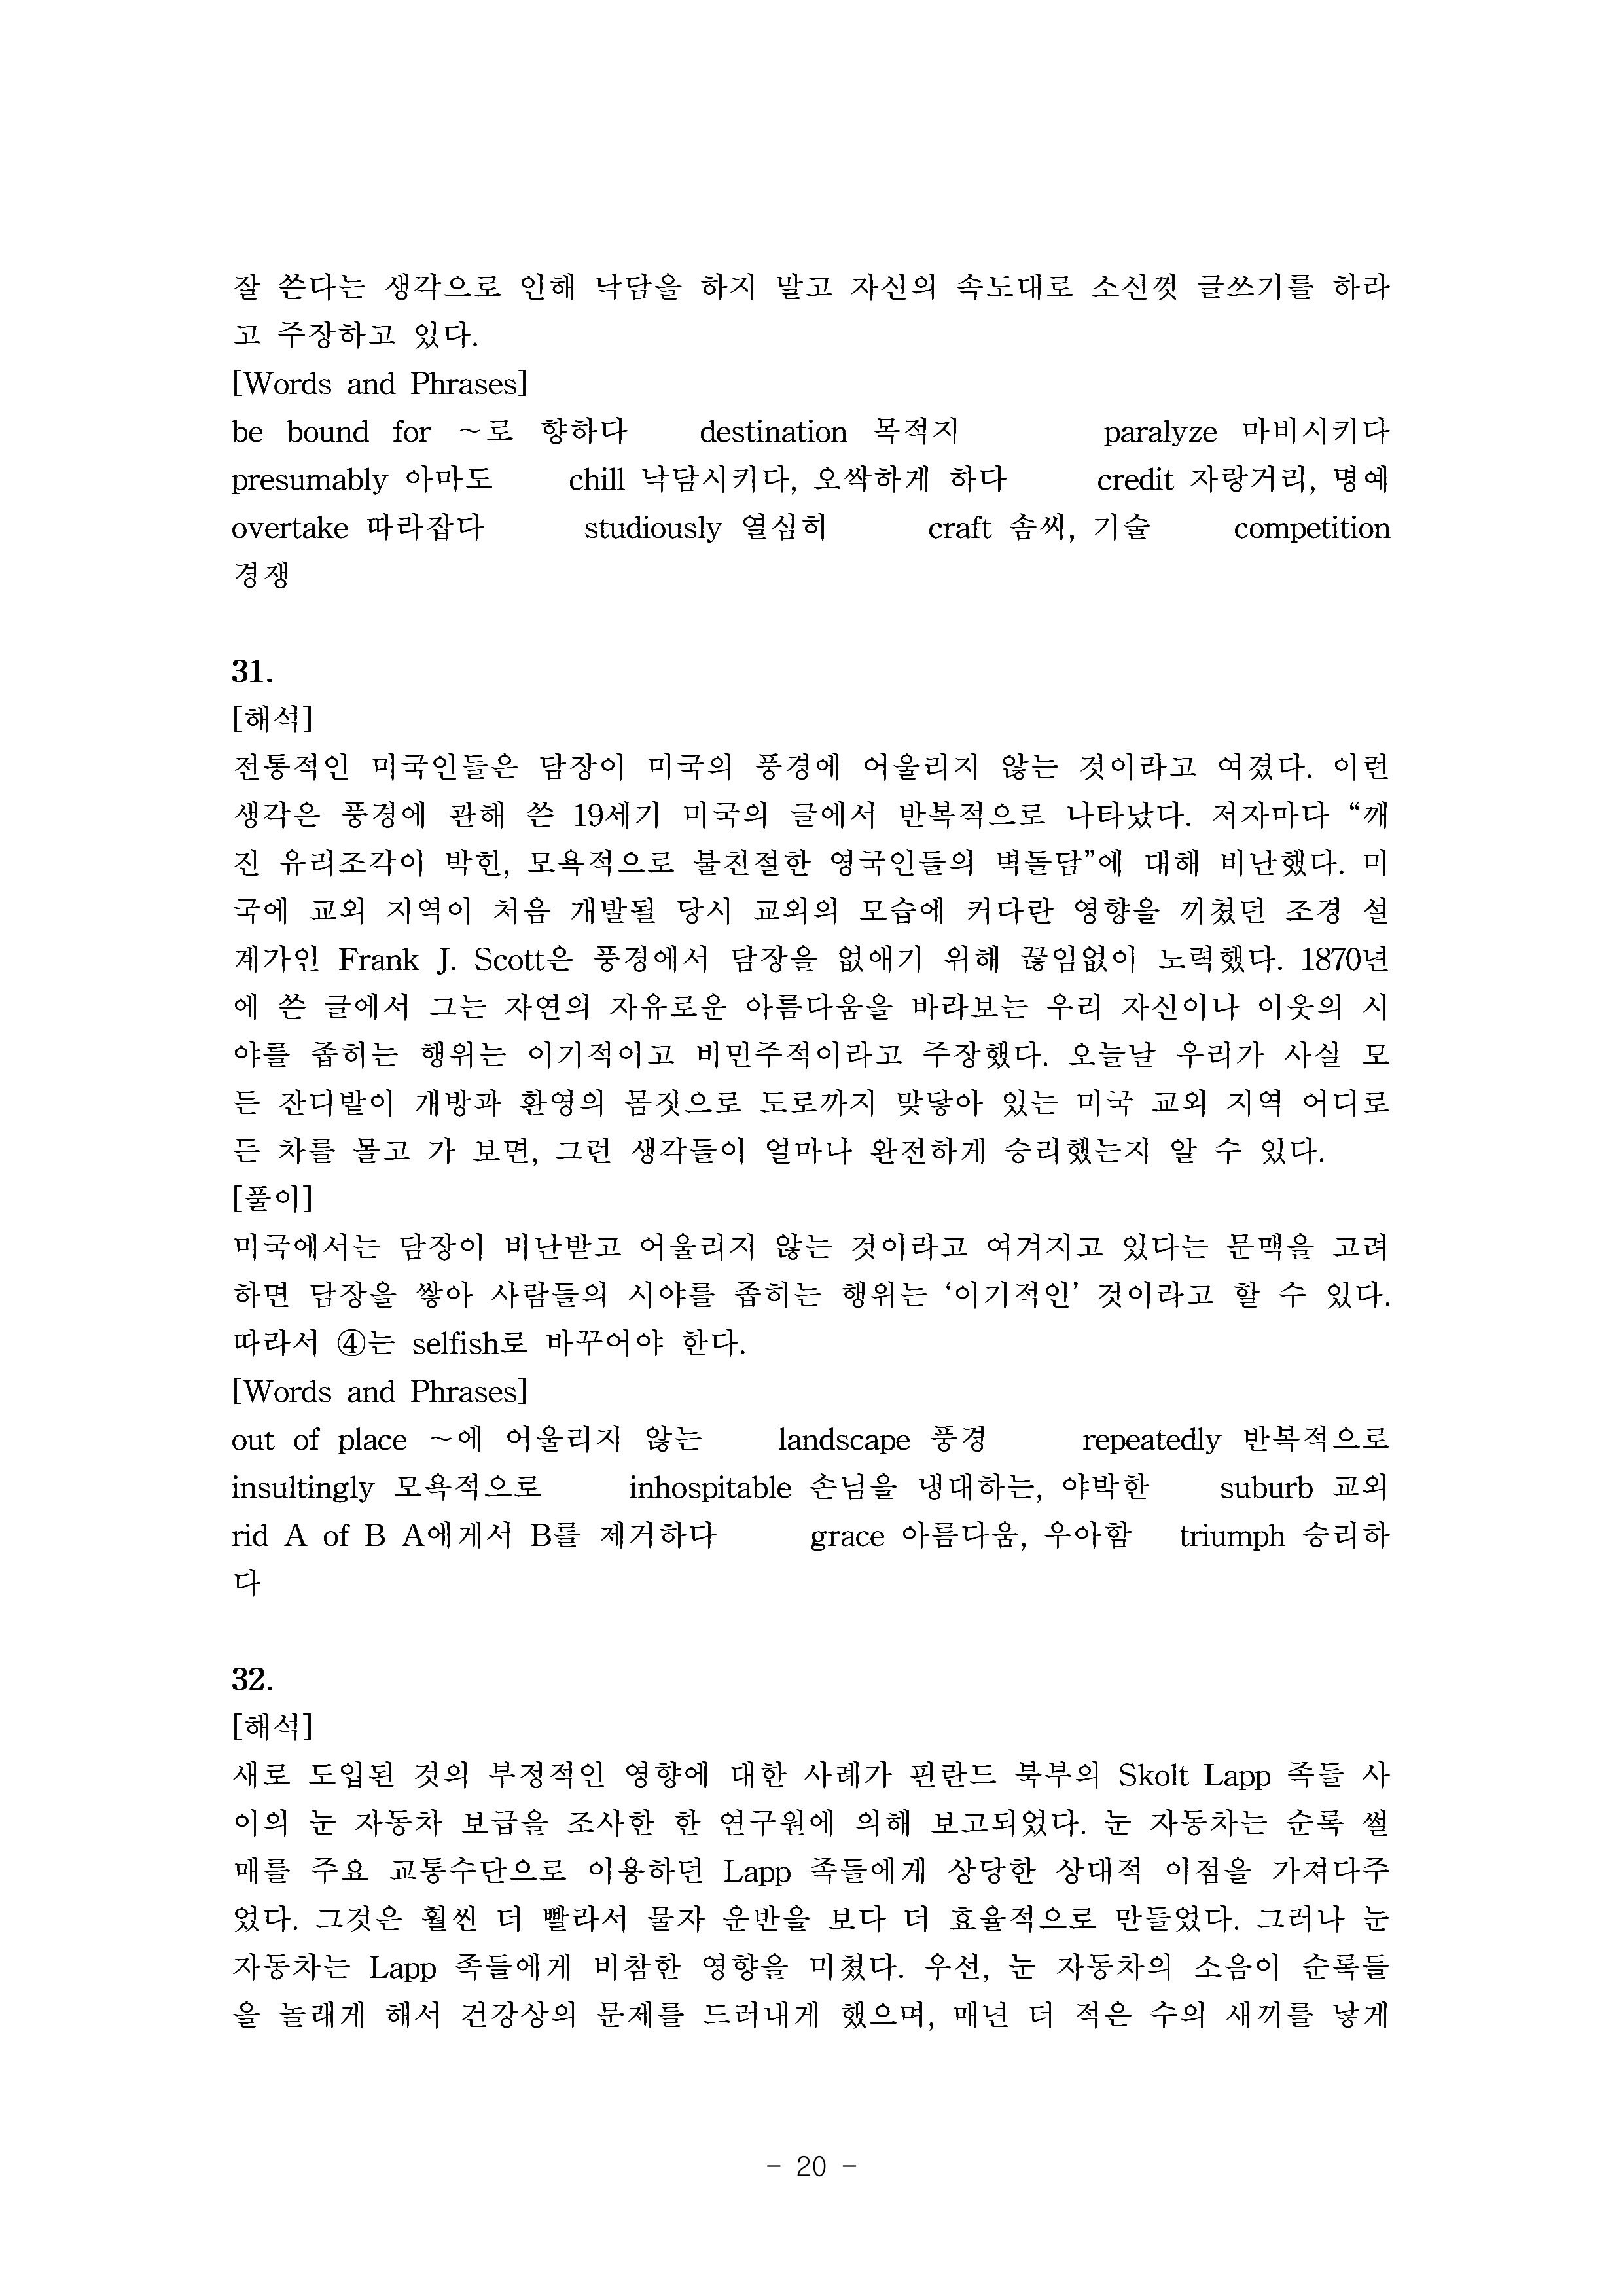 잘 쓴다는 생각으로 인해 낙담을 하지 말고 자신의 속도대로 소신껏 글쓰기를 하라
고 주장하고 있다.
[Words and Phrases]
be bound for ~로 향하다 destination 목적지 paralyze 마비시키다
presumably 아마도 chill 낙담시키다, 오싹하게 하다 credit 자랑거리, 명예
overtake 따라잡다 studiously 열심히 craft 솜씨, 기술 competition
경쟁
31.
[해석]
전통적인 미국인들은 담장이 미국의 풍경에 어울리지 않는 것이라고 여겼다. 이런
생각은 풍경에 관해 쓴 19세기 미국의 글에서 반복적으로 나타났다. 저자마다 “깨
진 유리조각이 박힌, 모욕적으로 불친절한 영국인들의 벽돌담”에 대해 비난했다. 미
국에 교외 지역이 처음 개발될 당시 교외의 모습에 커다란 영향을 끼쳤던 조경 설
계가인 Frank J. Scott은 풍경에서 담장을 없애기 위해 끊임없이 노력했다. 1870년
에 쓴 글에서 그는 자연의 자유로운 아름다움을 바라보는 우리 자신이나 이웃의 시
야를 좁히는 행위는 이기적이고 비민주적이라고 주장했다. 오늘날 우리가 사실 모
든 잔디밭이 개방과 환영의 몸짓으로 도로까지 맞닿아 있는 미국 교외 지역 어디로
든 차를 몰고 가 보면, 그런 생각들이 얼마나 완전하게 승리했는지 알 수 있다.
[풀이]
미국에서는 담장이 비난받고 어울리지 않는 것이라고 여겨지고 있다는 문맥을 고려
하면 담장을 쌓아 사람들의 시야를 좁히는 행위는 ‘이기적인’ 것이라고 할 수 있다.
따라서 ④는 selfish로 바꾸어야 한다.
[Words and Phrases]
out of place ~에 어울리지 않는 landscape 풍경 repeatedly 반복적으로
insultingly 모욕적으로 inhospitable 손님을 냉대하는, 야박한 suburb 교외
rid A of B A에게서 B를 제거하다 grace 아름다움, 우아함 triumph 승리하
다
32.
[해석]
새로 도입된 것의 부정적인 영향에 대한 사례가 핀란드 북부의 Skolt Lapp 족들 사
이의 눈 자동차 보급을 조사한 한 연구원에 의해 보고되었다. 눈 자동차는 순록 썰
매를 주요 교통수단으로 이용하던 Lapp 족들에게 상당한 상대적 이점을 가져다주
었다. 그것은 훨씬 더 빨라서 물자 운반을 보다 더 효율적으로 만들었다. 그러나 눈
자동차는 Lapp 족들에게 비참한 영향을 미쳤다. 우선, 눈 자동차의 소음이 순록들
을 놀래게 해서 건강상의 문제를 드러내게 했으며, 매년 더 적은 수의 새끼를 낳게
- 20 -